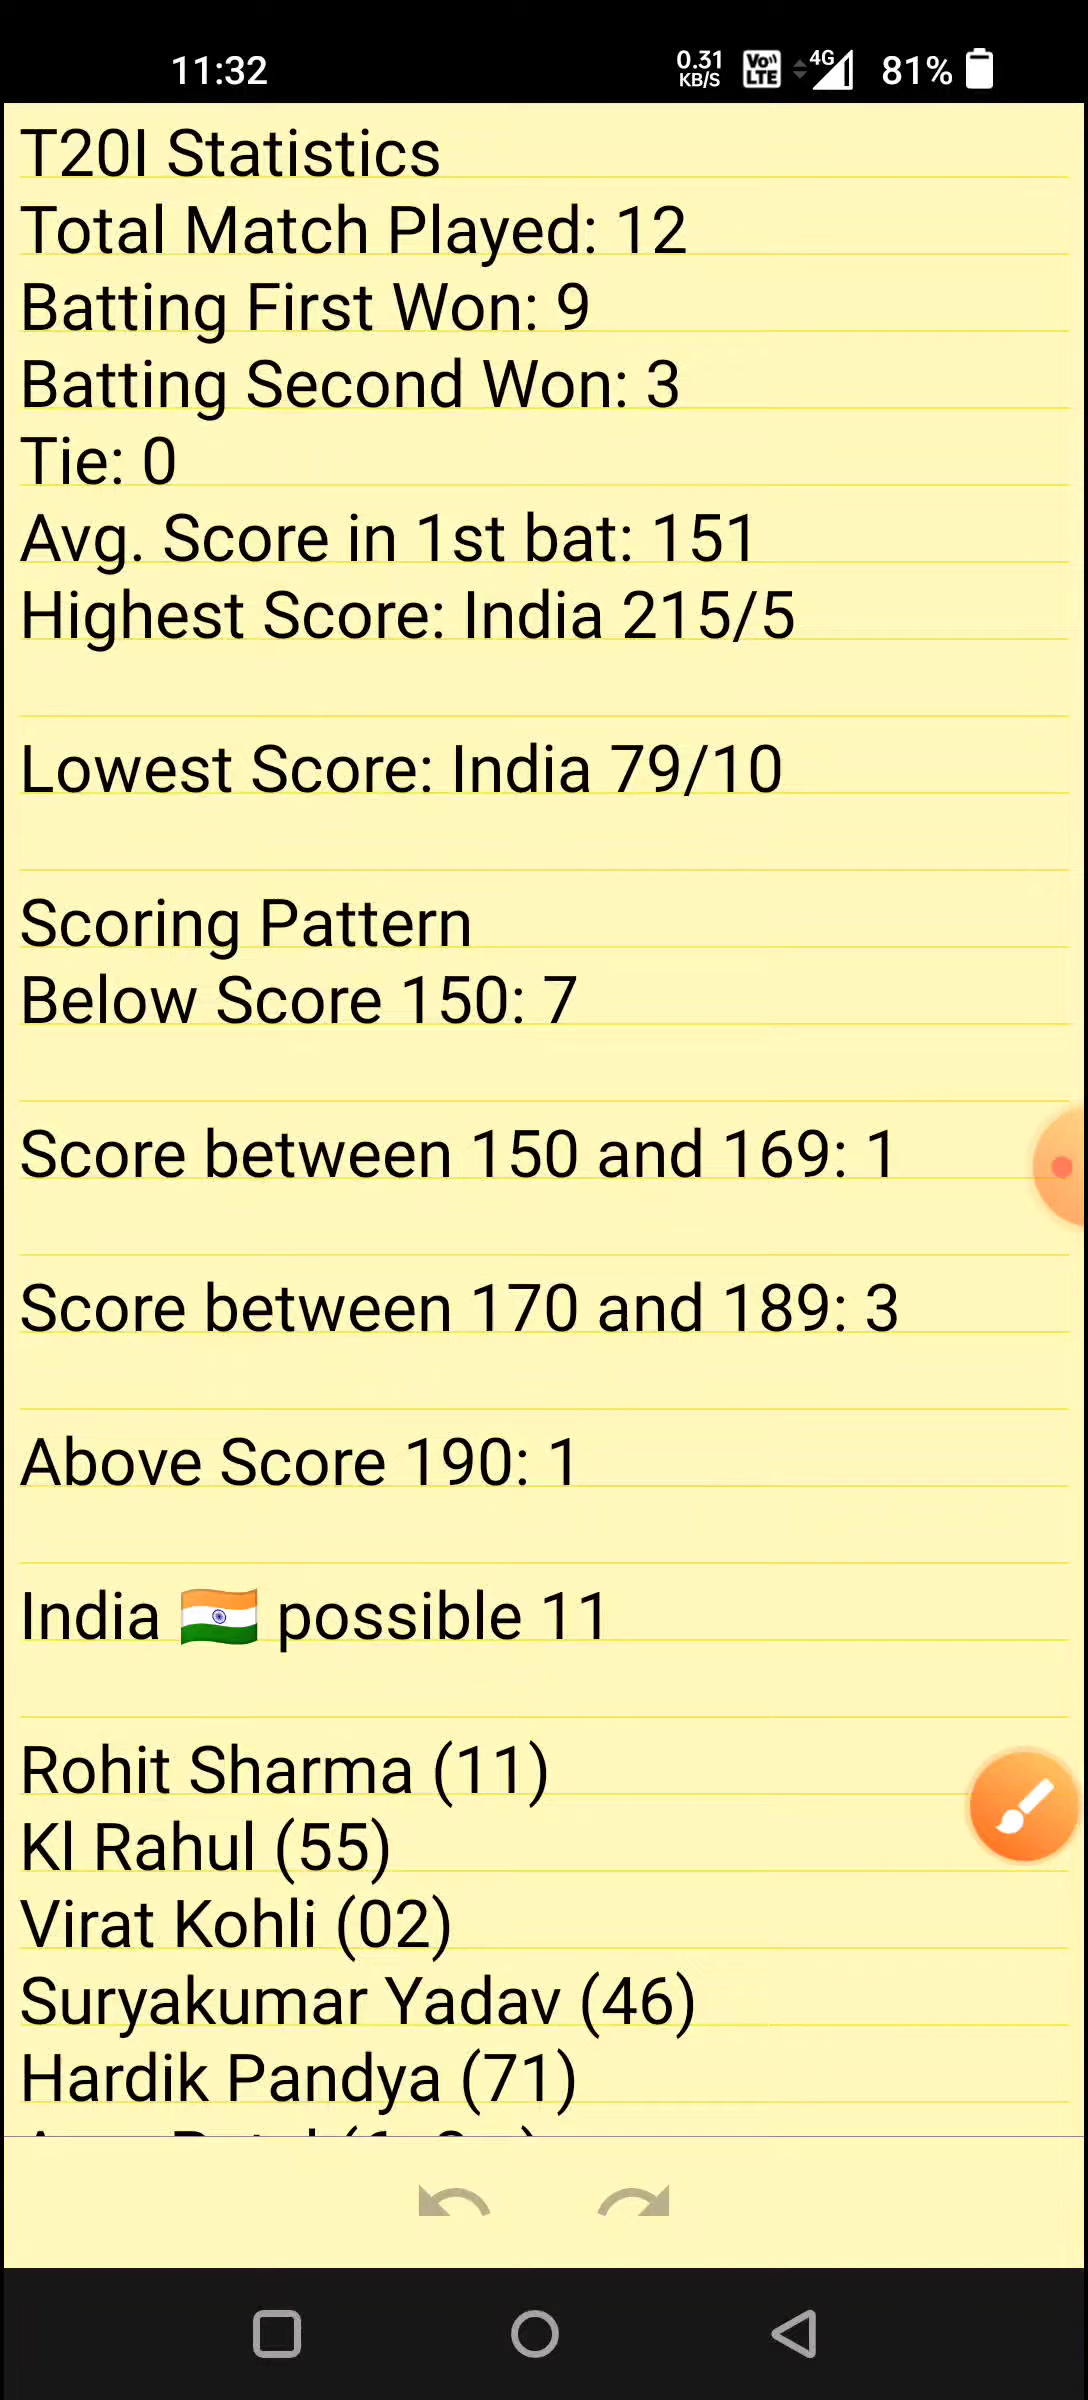 11:32
0.31 KB/S VoLTE 4G 81%
T20I Statistics
Total Match Played: 12
Batting First Won: 9
Batting Second Won: 3
Tie: 0
Avg. Score in 1st bat: 151
Highest Score: India 215/5
Lowest Score: India 79/10
Scoring Pattern
Below Score 150: 7
Score between 150 and 169: 1
Score between 170 and 189: 3
Above Score 190: 1
India 🇮🇳 possible 11
Rohit Sharma (11)
Kl Rahul (55)
Virat Kohli (02)
Suryakumar Yadav (46)
Hardik Pandya (71)